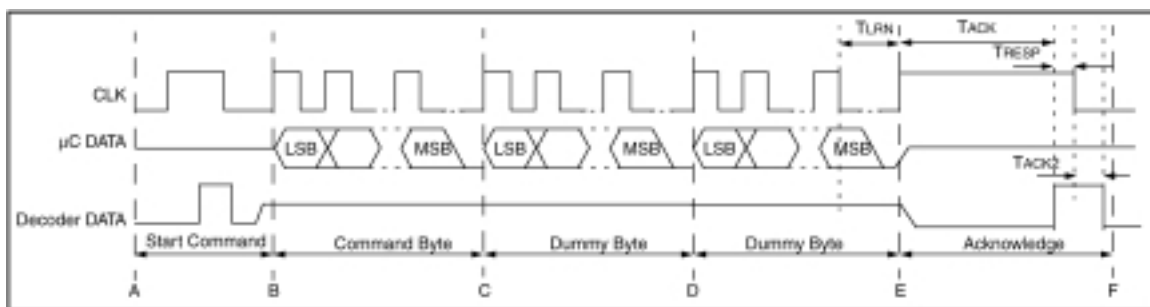 TLRN
TACK
TRESP
CLK
µC DATA
LSB MSB LSB MSB LSB MSB
TACK2
Decoder DATA
Start Command Command Byte Dummy Byte Dummy Byte Acknowledge
A B C D E F